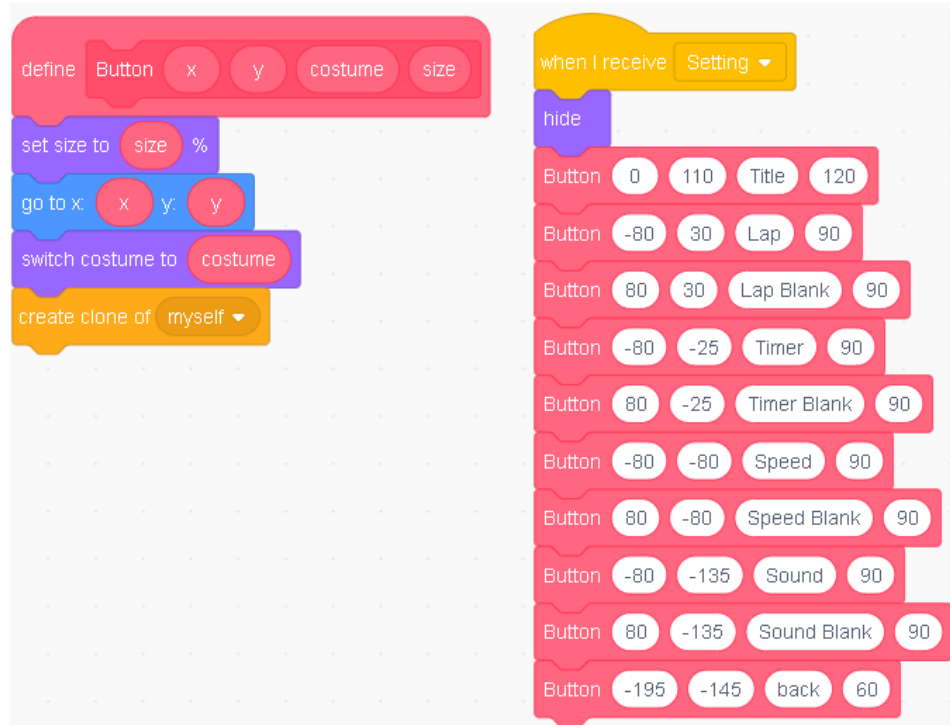 define Button x y costume size
set size to size %
go to x: x y: y
switch costume to costume
create clone of myself
when I receive Setting
hide
Button 0 110 Title 120
Button -80 30 Lap 90
Button 80 30 Lap Blank 90
Button -80 -25 Timer 90
Button 80 -25 Timer Blank 90
Button -80 -80 Speed 90
Button 80 -80 Speed Blank 90
Button -80 -135 Sound 90
Button 80 -135 Sound Blank 90
Button -195 -145 back 60